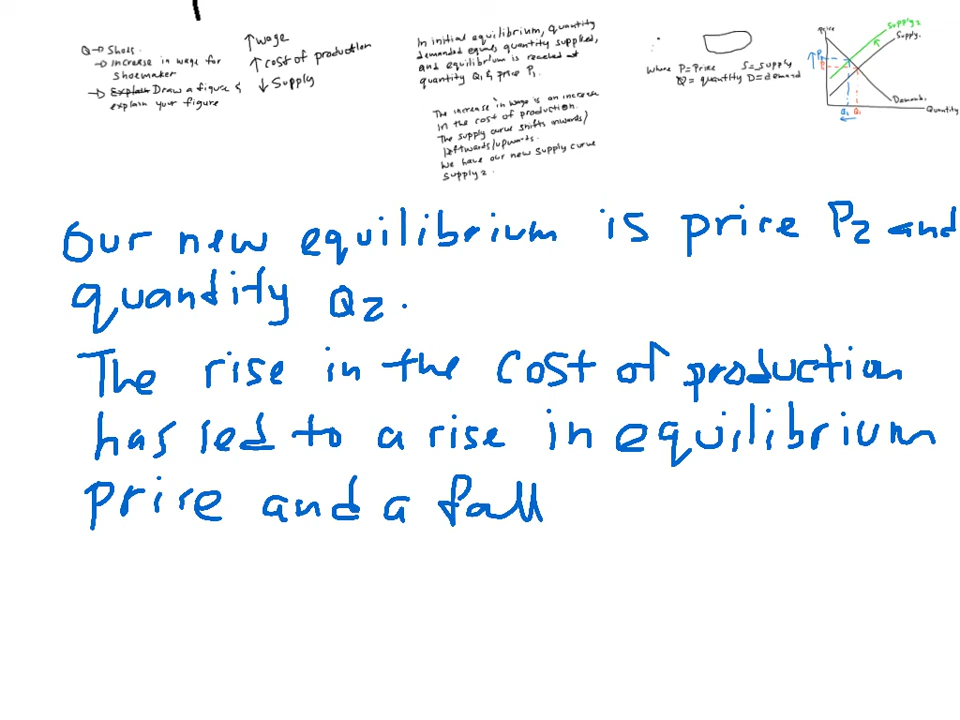 Q→ Shoes.
→ Increase in wage for
shoemaker
→ Explain Draw a figure &
explain your figure
↑ wage
↑ cost of production
↓ Supply
In initial equilibrium, quantity
demanded equals quantity supplied,
and equilibrium is reached at
quantity Q1 & price P1.
The increase in wage is an increase
in the cost of production.
The supply curve shifts inwards/
leftwards/upwards.
We have our new supply curve
supply 2.
where P=Price S=supply
Q= quantity D=demand
Price
Supply 2
Supply
↑ P2
Demand
Quantity
Q2 Q1
Our new equilibrium is price P2 and
quantity Q2.
The rise in the cost of production
has led to a rise in equilibrium
price and a fall